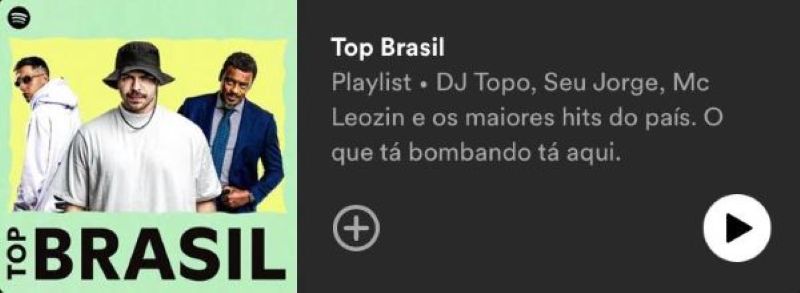 TOP
BRASIL
Top Brasil
Playlist • DJ Topo, Seu Jorge, Mc
Leozin e os maiores hits do país. O
que tá bombando tá aqui.